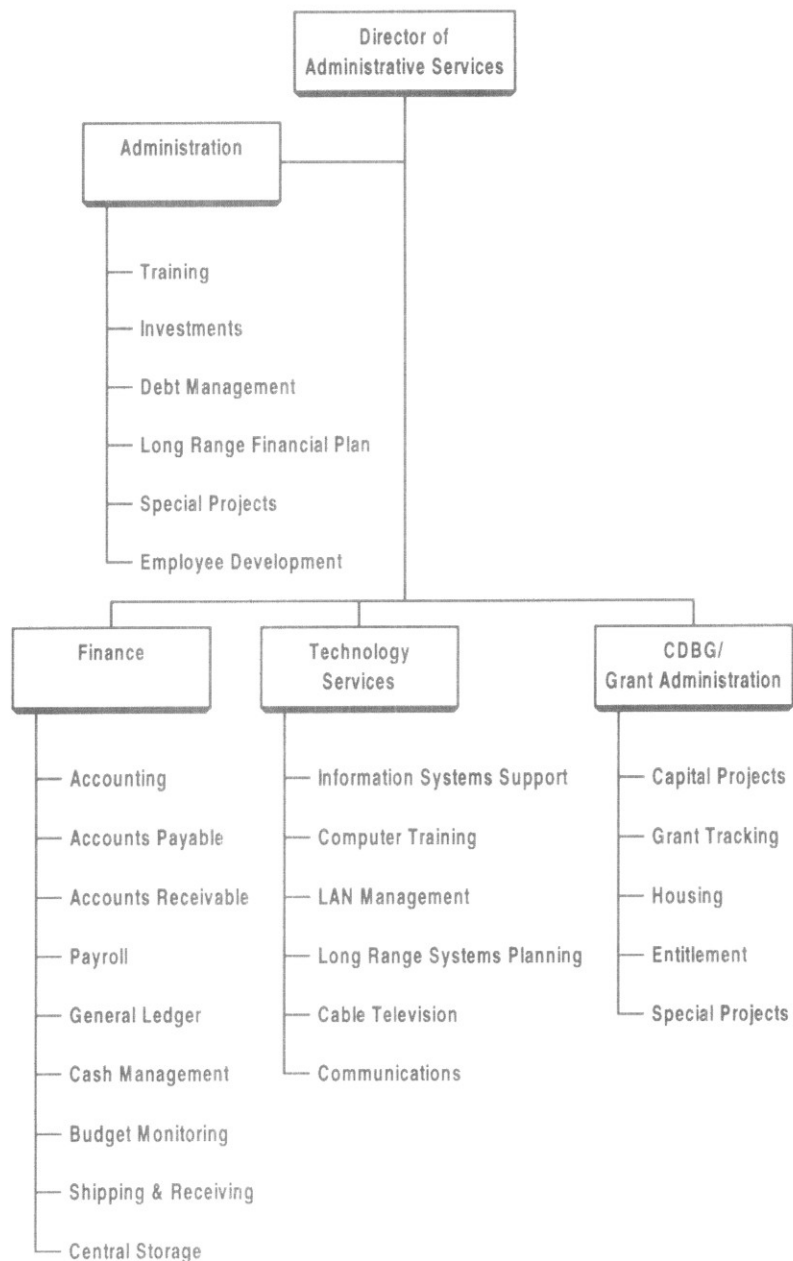 Director of
Administrative Services
Administration
Training
Investments
Debt Management
Long Range Financial Plan
Special Projects
Employee Development
Finance
Accounting
Accounts Payable
Accounts Receivable
Payroll
General Ledger
Cash Management
Budget Monitoring
Shipping & Receiving
Central Storage
Technology
Services
Information Systems Support
Computer Training
LAN Management
Long Range Systems Planning
Cable Television
Communications
CDBG/
Grant Administration
Capital Projects
Grant Tracking
Housing
Entitlement
Special Projects